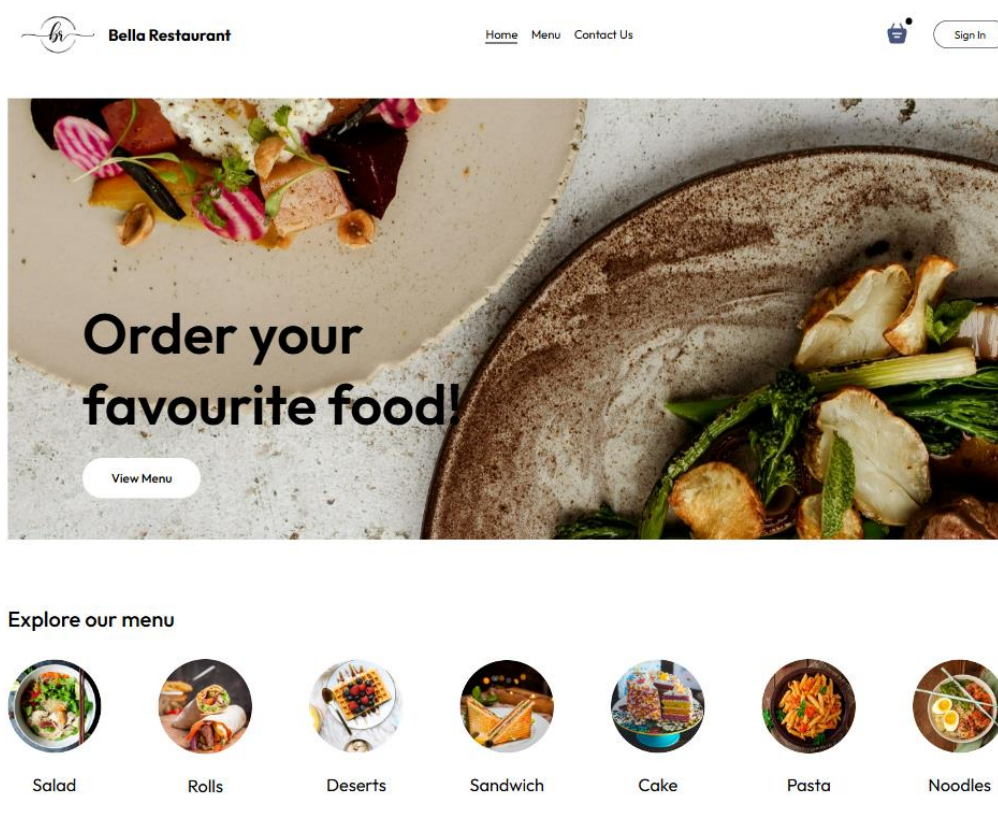 br
Bella Restaurant
Home Menu Contact Us
Sign In
Order your
favourite food!
View Menu
Explore our menu
Salad Rolls Deserts Sandwich Cake Pasta Noodles